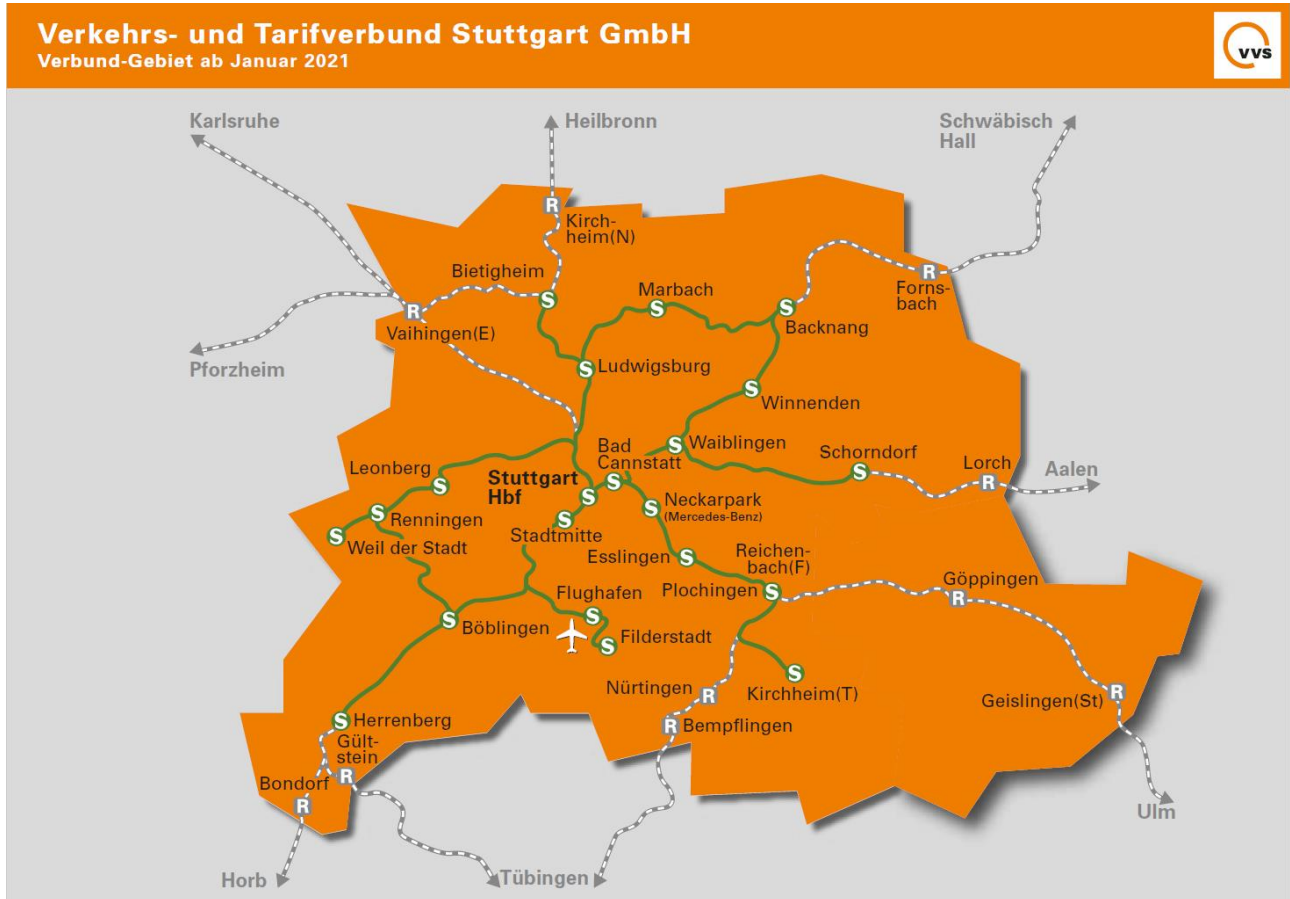 Verkehrs- und Tarifverbund Stuttgart GmbH
Verbund-Gebiet ab Januar 2021
vvs
Karlsruhe
Heilbronn
Schwäbisch
Hall
R
Kirch-
heim(N)
Bietigheim
S
Marbach
S
R
Forns-
bach
S
Backnang
R
Vaihingen(E)
Pforzheim
S
Ludwigsburg
S
Winnenden
S
Waiblingen
Bad
Cannstatt
S
Schorndorf
S
Lorch
R
Aalen
Leonberg
S
Stuttgart
Hbf
S
Neckarpark
(Mercedes-Benz)
S
S
Renningen
S
Stadtmitte
S
Weil der Stadt
Esslingen
S
Reichen-
bach(F)
Plochingen
S
Göppingen
R
Flughafen
S
S
Böblingen
S
Filderstadt
Nürtingen
R
S
Kirchheim(T)
Geislingen(St)
R
S
Herrenberg
R
Bempflingen
Gült-
stein
R
Bondorf
R
Ulm
Horb
Tübingen